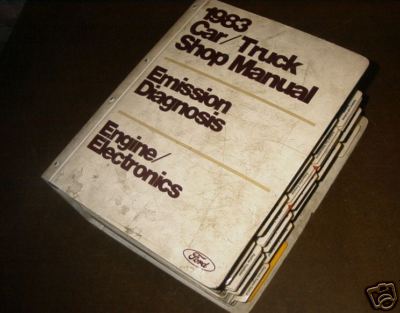 1983
Car/Truck
Shop Manual
Emission
Diagnosis
Engine/
Electronics
Ford